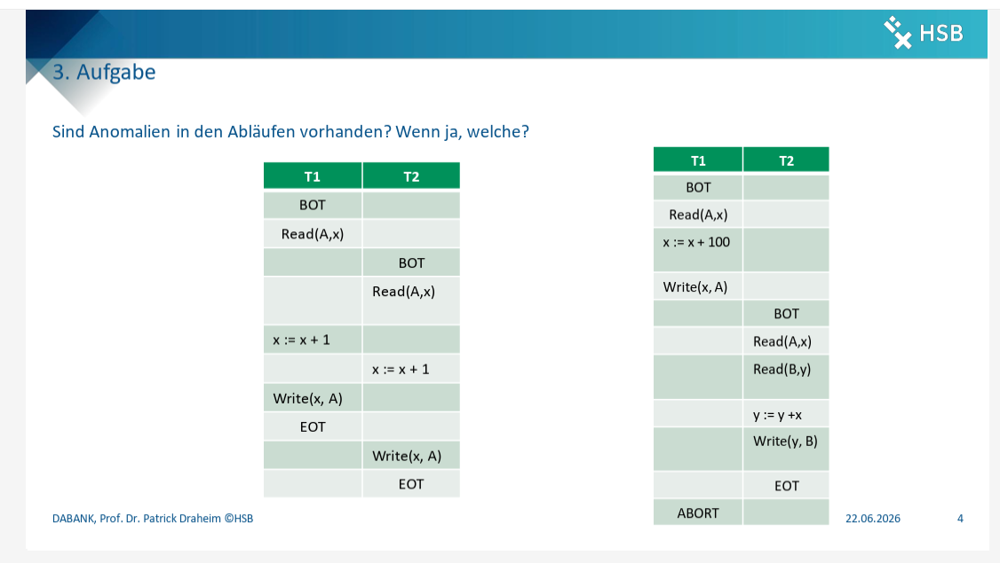 HSB
3. Aufgabe
Sind Anomalien in den Abläufen vorhanden? Wenn ja, welche?
T1 T2
BOT
Read(A,x)
BOT
Read(A,x)
x := x + 1
x := x + 1
Write(x, A)
EOT
Write(x, A)
EOT
T1 T2
BOT
Read(A,x)
x := x + 100
Write(x, A)
BOT
Read(A,x)
Read(B,y)
y := y +x
Write(y, B)
EOT
ABORT
DABANK, Prof. Dr. Patrick Draheim ©HSB
22.06.2026
4